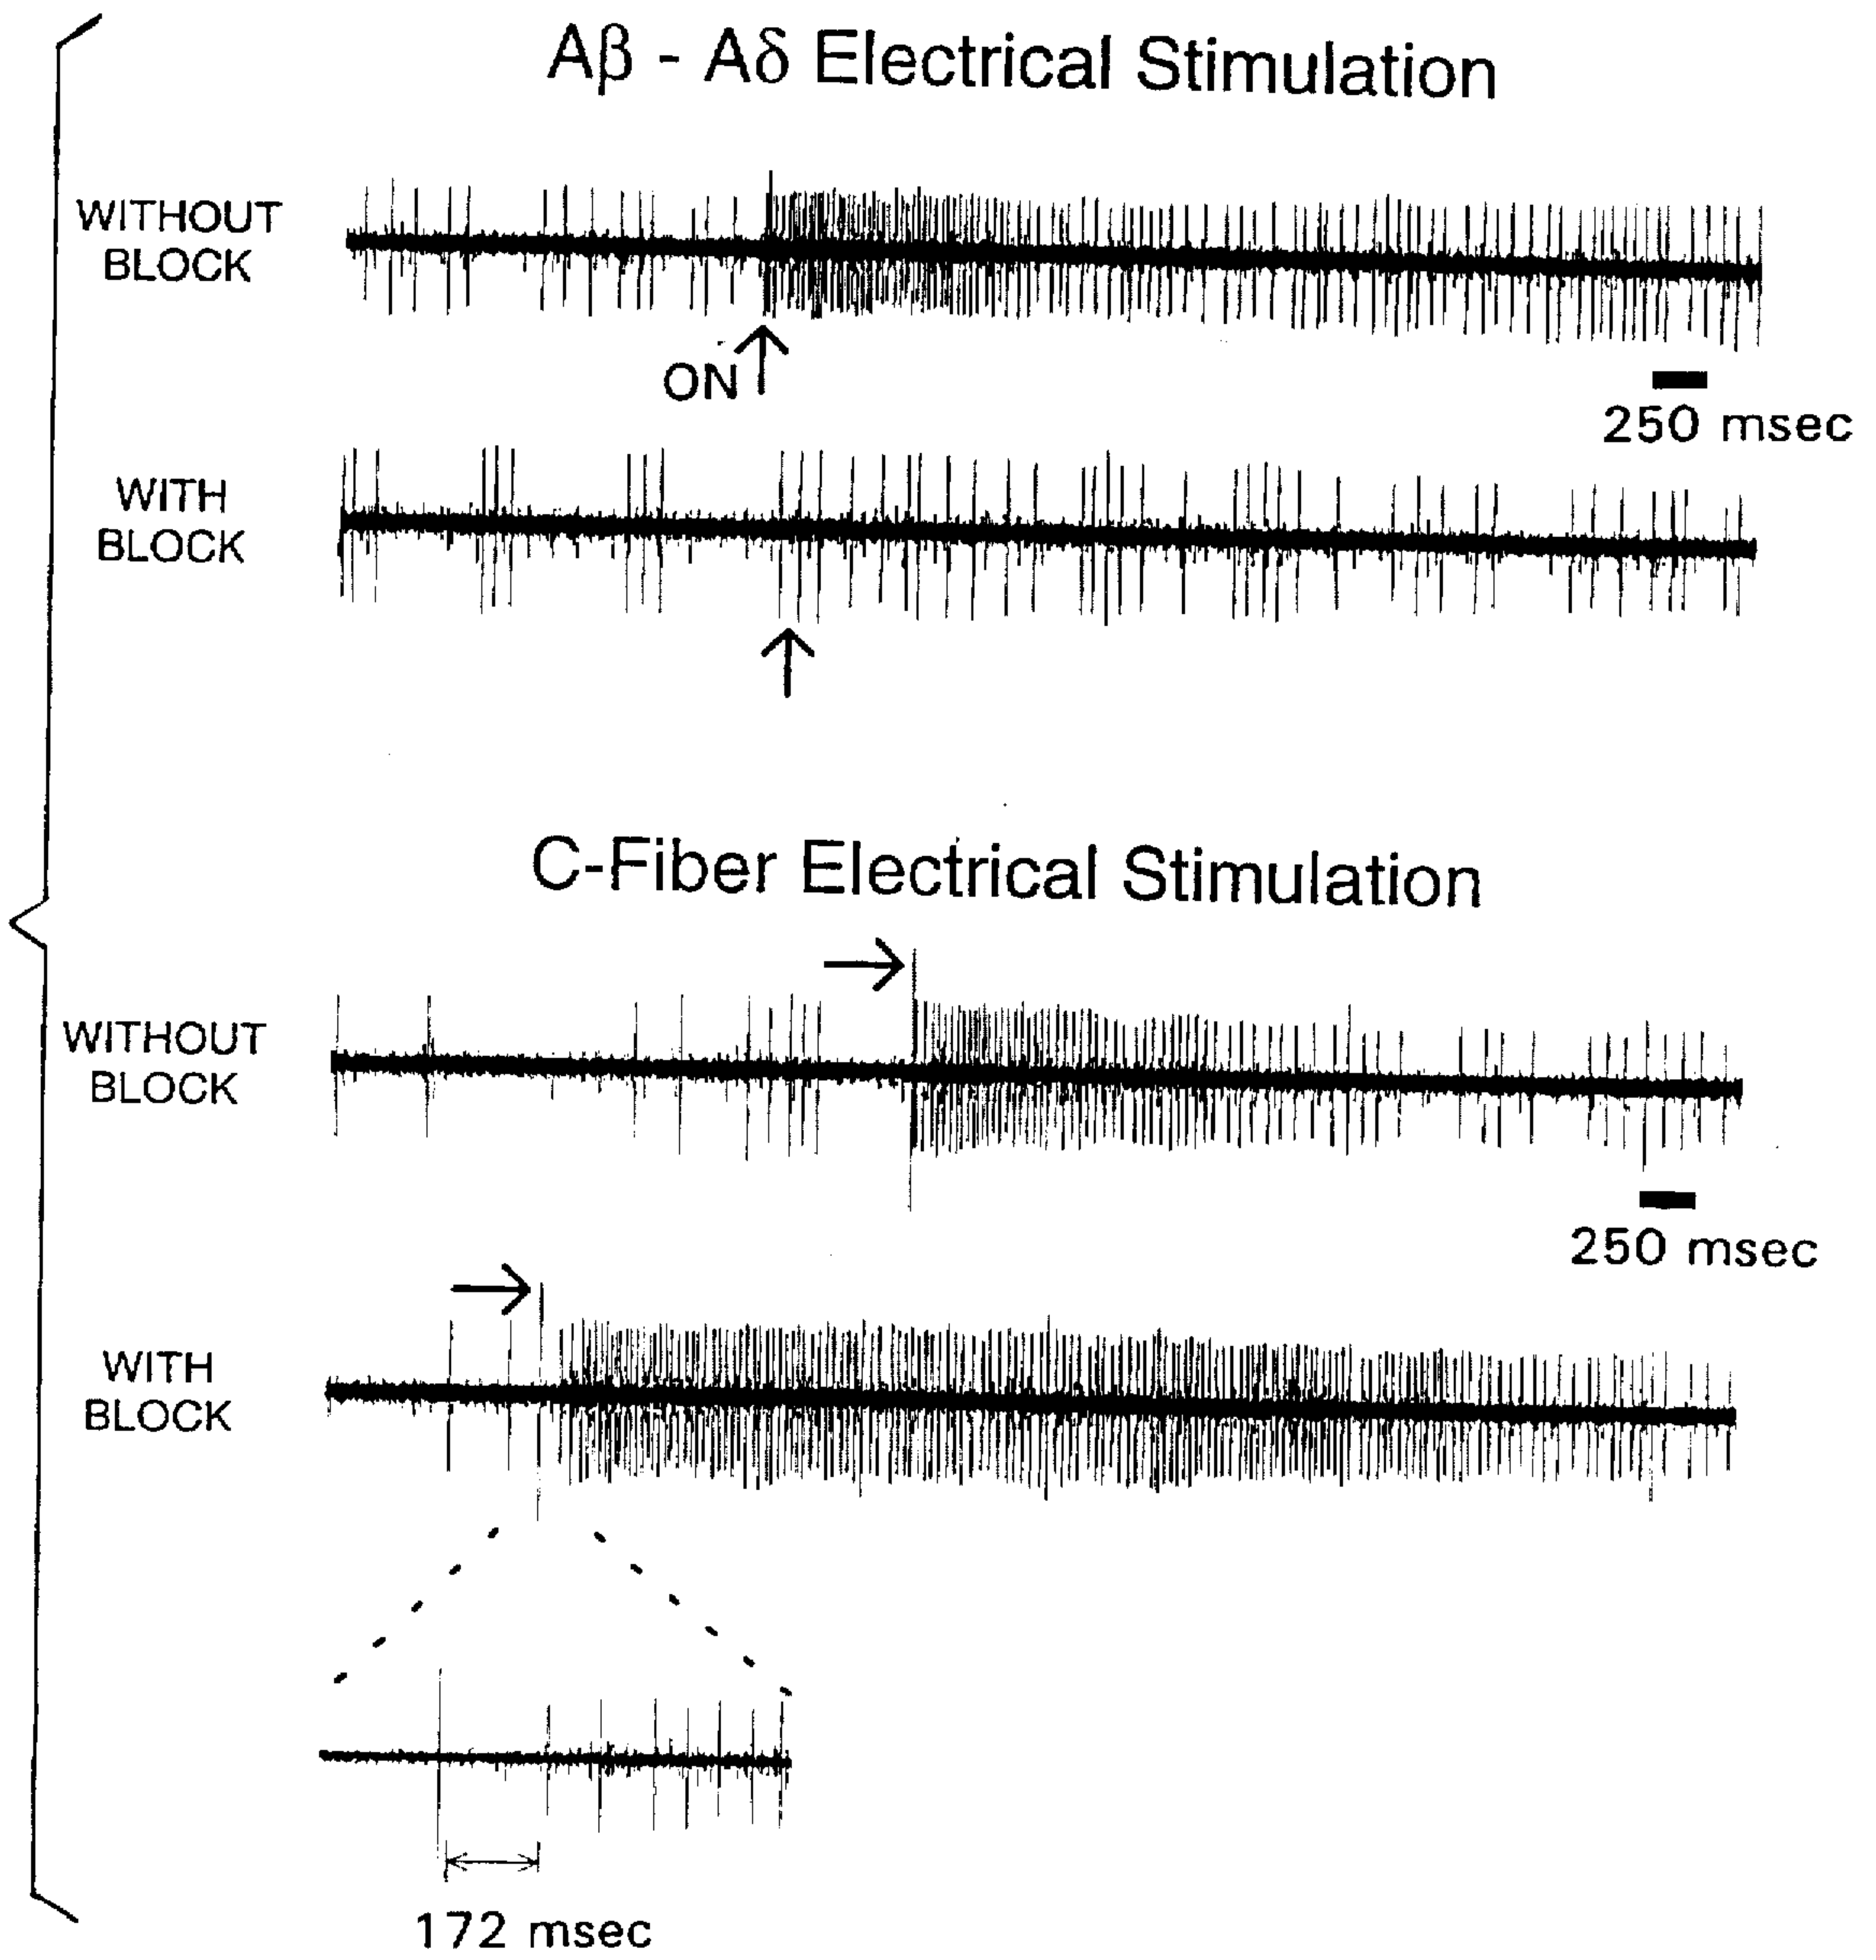 Aβ - Aδ Electrical Stimulation
WITHOUT
BLOCK
ON
250 msec
WITH
BLOCK
C-Fiber Electrical Stimulation
WITHOUT
BLOCK
250 msec
WITH
BLOCK
172 msec